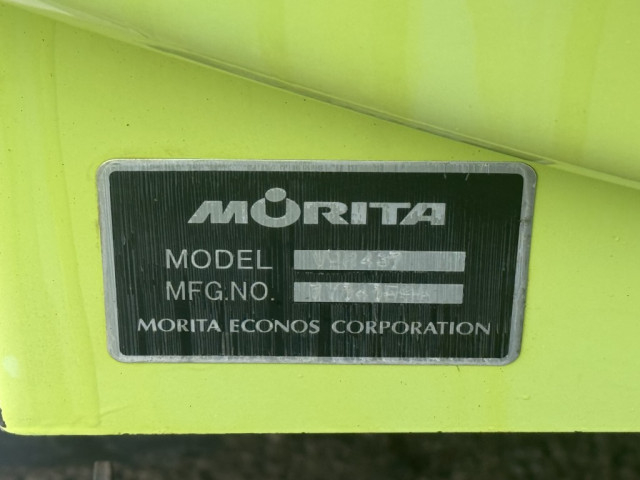 MORITA
MODEL
MFG.NO.
MORITA ECONOS CORPORATION